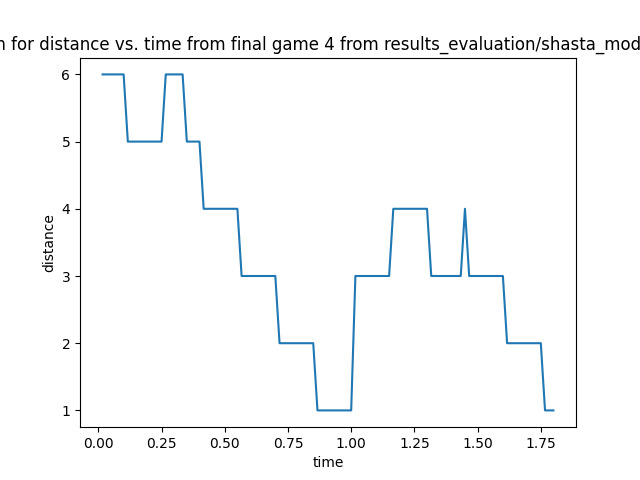 for distance vs. time from final game 4 from results_evaluation/shasta_mod
6
5
4
3
2
1
distance
0.00 0.25 0.50 0.75 1.00 1.25 1.50 1.75
time